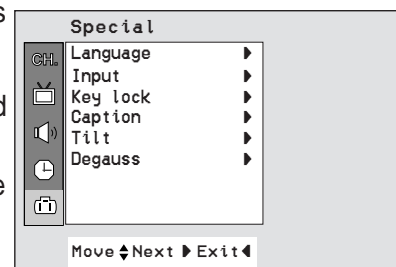 s
Special
CH.
Language
Input
d
Key lock
Caption
Tilt
Degauss
e
Move Next Exit